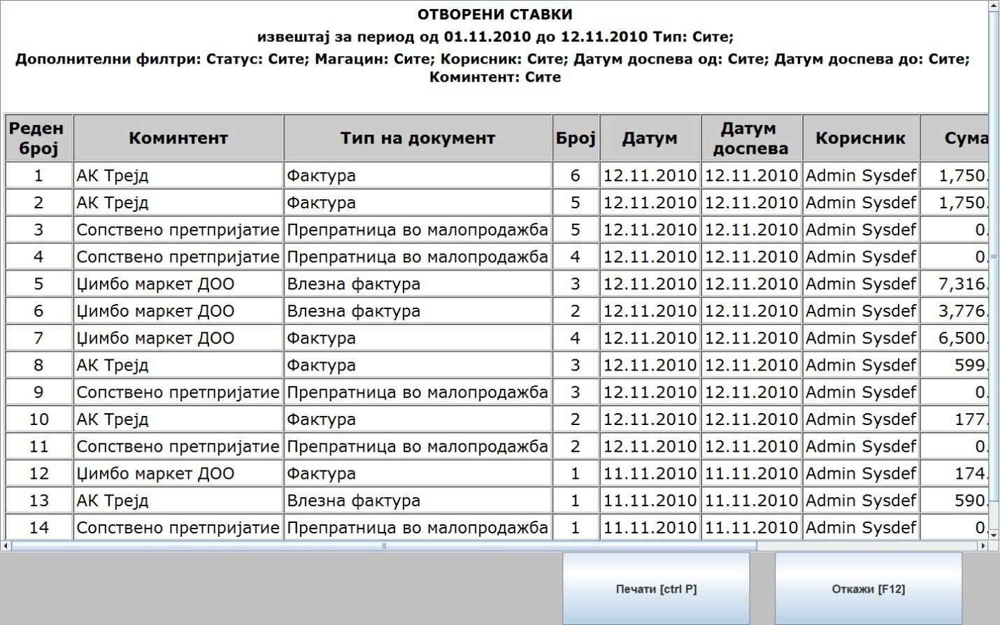 ОТВОРЕНИ СТАВКИ
извештај за период од 01.11.2010 до 12.11.2010 Тип: Сите;
Дополнителни филтри: Статус: Сите; Магацин: Сите; Корисник: Сите; Датум доспева од: Сите; Датум доспева до: Сите;
Коминтент: Сите
Реден број Коминтент Тип на документ Број Датум Датум доспева Корисник Сума
1 АК Трејд Фактура 6 12.11.2010 12.11.2010 Admin Sysdef 1,750.
2 АК Трејд Фактура 5 12.11.2010 12.11.2010 Admin Sysdef 1,750.
3 Сопствено претпријатие Препратница во малопродажба 5 12.11.2010 12.11.2010 Admin Sysdef 0.
4 Сопствено претпријатие Препратница во малопродажба 4 12.11.2010 12.11.2010 Admin Sysdef 0.
5 Џимбо маркет ДОО Влезна фактура 3 12.11.2010 12.11.2010 Admin Sysdef 7,316.
6 Џимбо маркет ДОО Влезна фактура 2 12.11.2010 12.11.2010 Admin Sysdef 3,776.
7 Џимбо маркет ДОО Фактура 4 12.11.2010 12.11.2010 Admin Sysdef 6,500.
8 АК Трејд Фактура 3 12.11.2010 12.11.2010 Admin Sysdef 599.
9 Сопствено претпријатие Препратница во малопродажба 3 12.11.2010 12.11.2010 Admin Sysdef 0.
10 АК Трејд Фактура 2 12.11.2010 12.11.2010 Admin Sysdef 177.
11 Сопствено претпријатие Препратница во малопродажба 2 12.11.2010 12.11.2010 Admin Sysdef 0.
12 Џимбо маркет ДОО Фактура 1 11.11.2010 11.11.2010 Admin Sysdef 174.
13 АК Трејд Влезна фактура 1 11.11.2010 11.11.2010 Admin Sysdef 590.
14 Сопствено претпријатие Препратница во малопродажба 1 11.11.2010 11.11.2010 Admin Sysdef 0.
Печати [ctrl P] Откажи [F12]